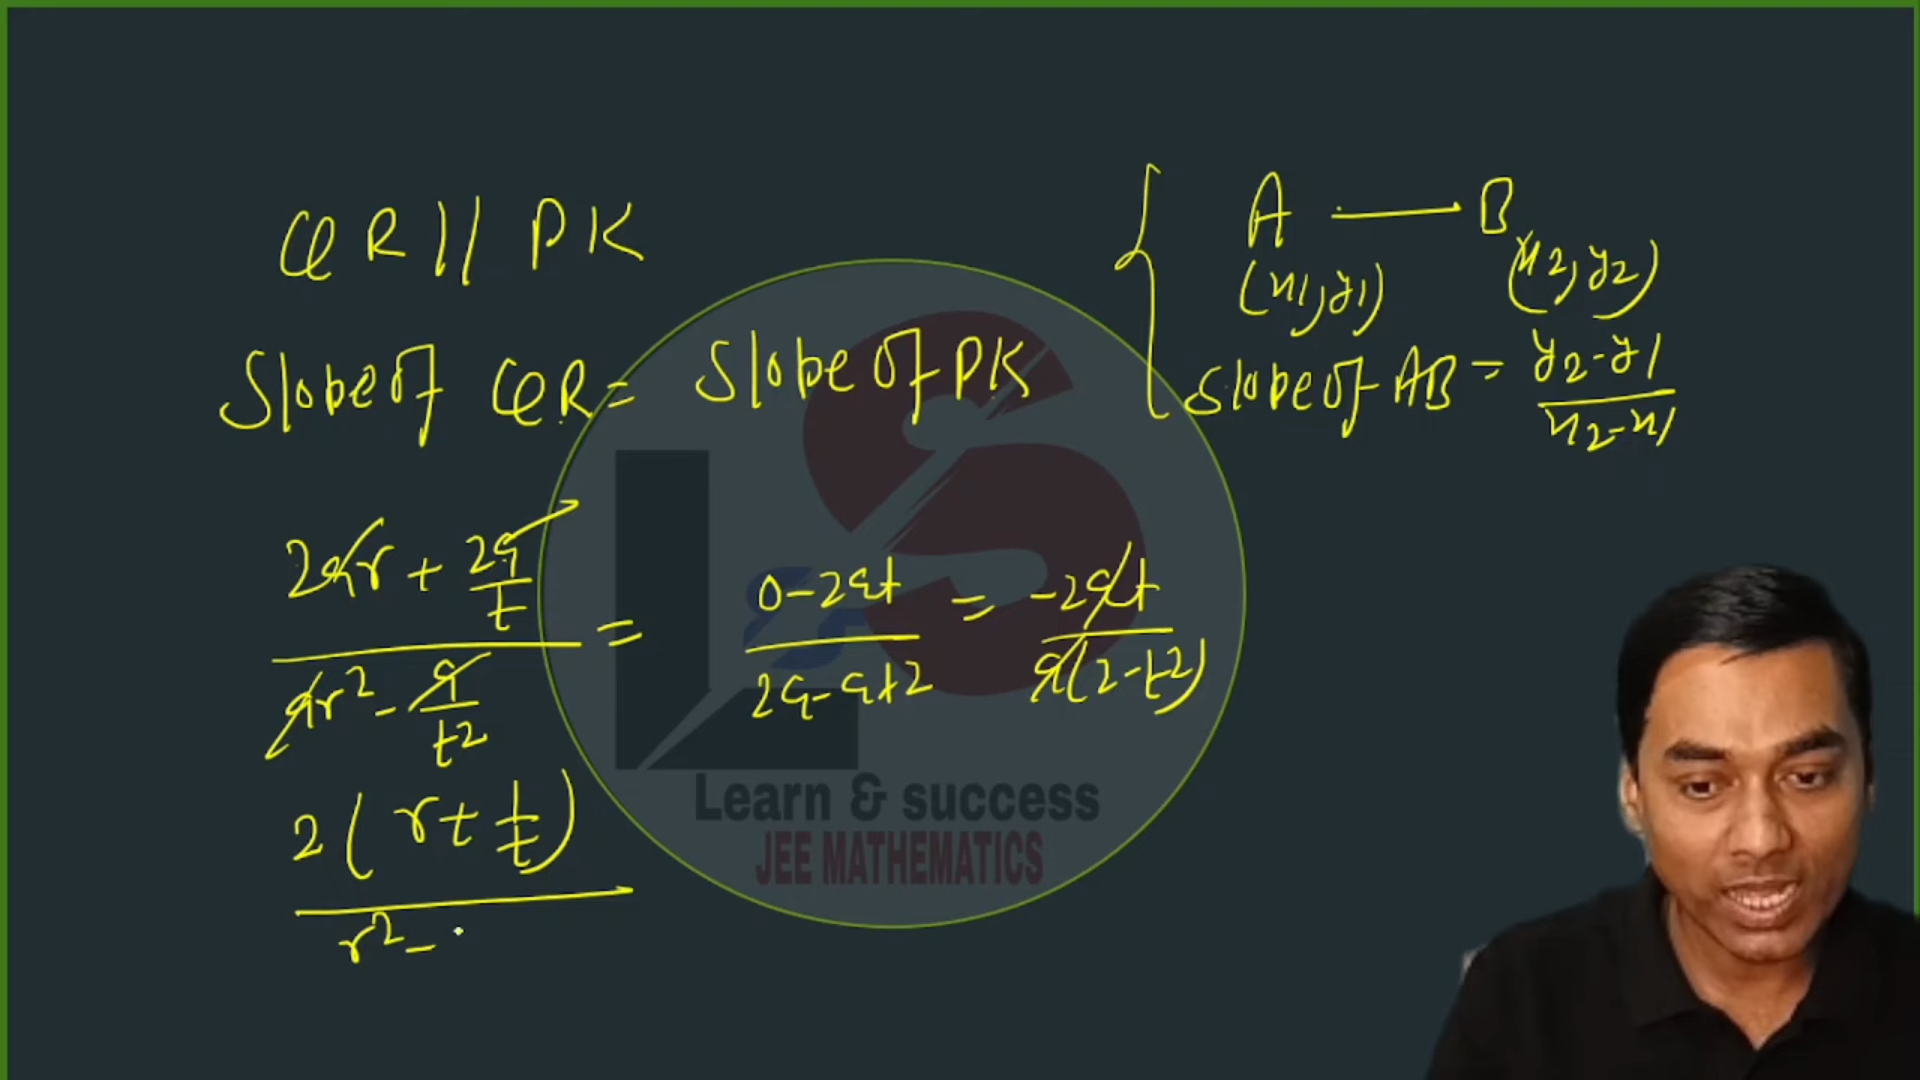 QR || PK
Slope of QR = Slope of PK
A — B
(x1, y1) (x2, y2)
Slope of AB = y2-y1 / x2-x1
2ar + 2a/t / ar2 - a/t2 = 0-2at / 2a-at2 = -2at / a(2-t2)
2(r+1/t) / r2 -
L S
Learn & success
JEE MATHEMATICS